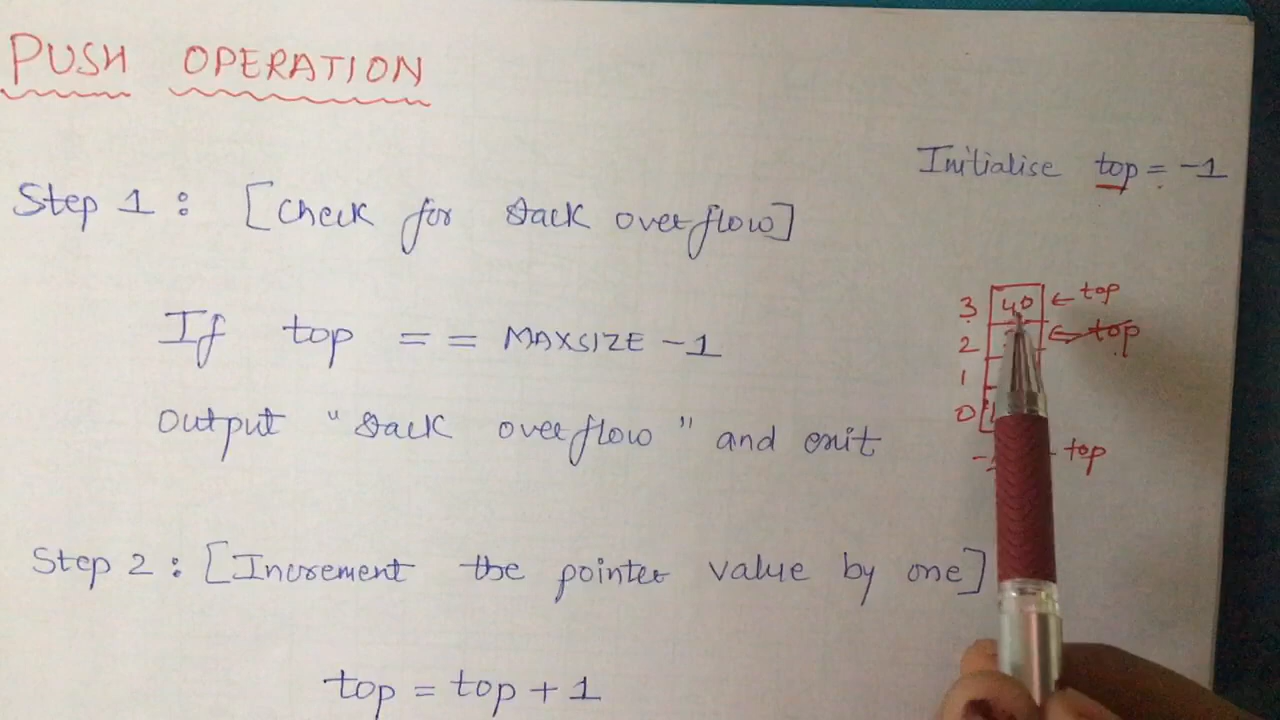 PUSH OPERATION
Initialise top = -1
Step 1 : [Check for stack overflow]
If top == MAXSIZE -1
output "stack overflow" and exit
3 40 ← top
2 ← top
1
0
top
Step 2 : [Increment the pointer value by one]
top = top + 1